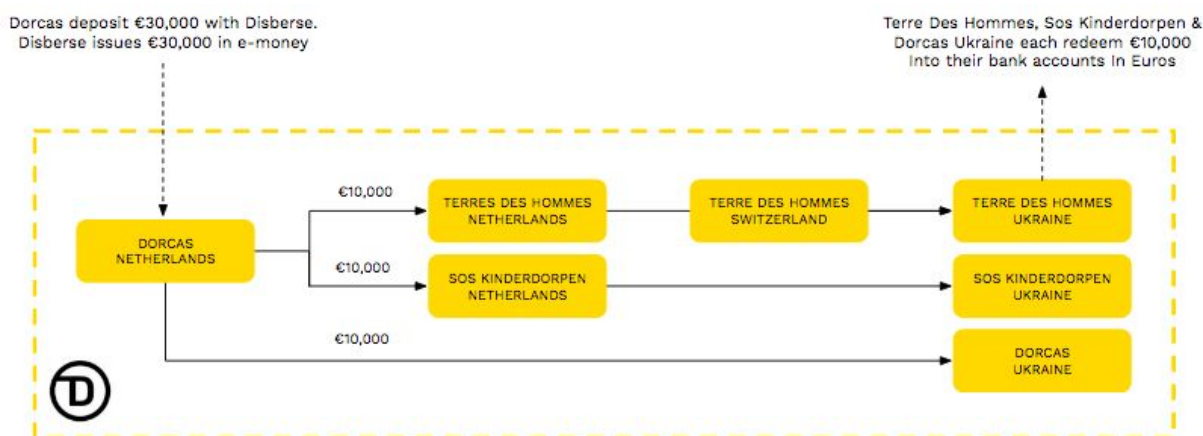 Dorcas deposit €30,000 with Disberse.
Disberse issues €30,000 in e-money
Terre Des Hommes, Sos Kinderdorpen &
Dorcas Ukraine each redeem €10,000
Into their bank accounts In Euros
€10,000
TERRES DES HOMMES
NETHERLANDS
TERRE DES HOMMES
SWITZERLAND
TERRE DES HOMMES
UKRAINE
DORCAS
NETHERLANDS
€10,000
SOS KINDERDORPEN
NETHERLANDS
SOS KINDERDORPEN
UKRAINE
€10,000
DORCAS
UKRAINE
D